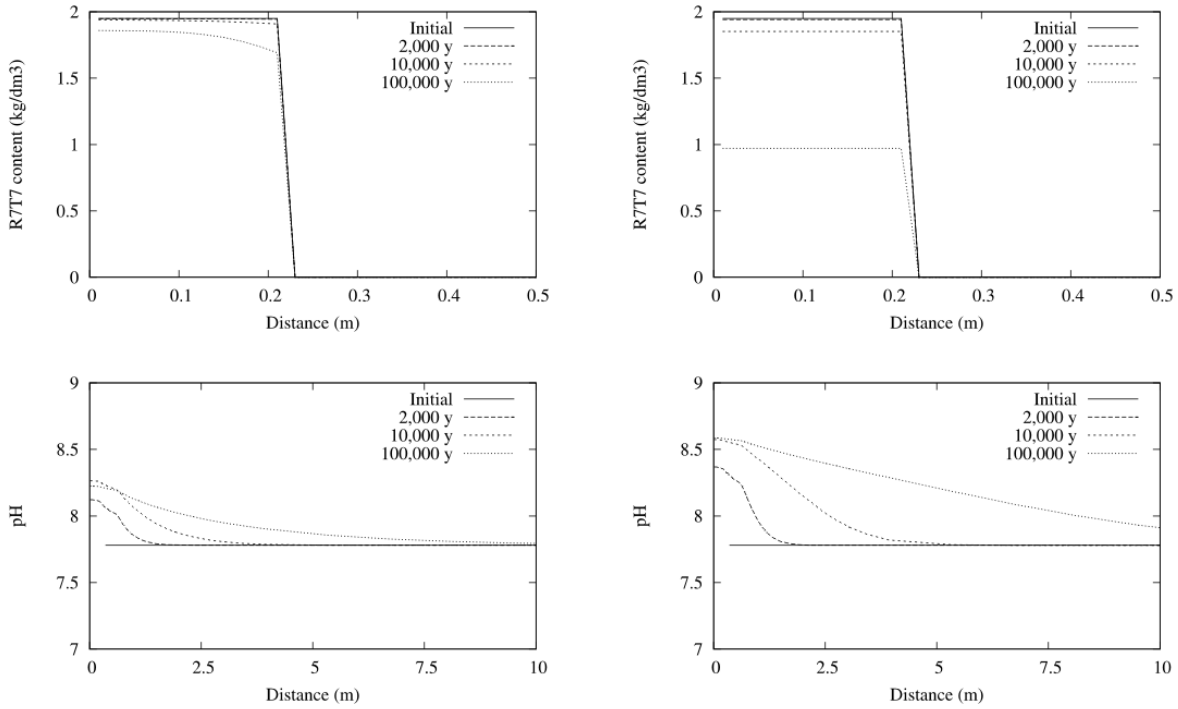 R7T7 content (kg/dm3)
2
1.5
1
0.5
0
0
0.1
0.2
0.3
0.4
0.5
Distance (m)
Initial
2,000 y
10,000 y
100,000 y
R7T7 content (kg/dm3)
2
1.5
1
0.5
0
0
0.1
0.2
0.3
0.4
0.5
Distance (m)
Initial
2,000 y
10,000 y
100,000 y
pH
9
8.5
8
7.5
7
0
2.5
5
7.5
10
Distance (m)
Initial
2,000 y
10,000 y
100,000 y
pH
9
8.5
8
7.5
7
0
2.5
5
7.5
10
Distance (m)
Initial
2,000 y
10,000 y
100,000 y